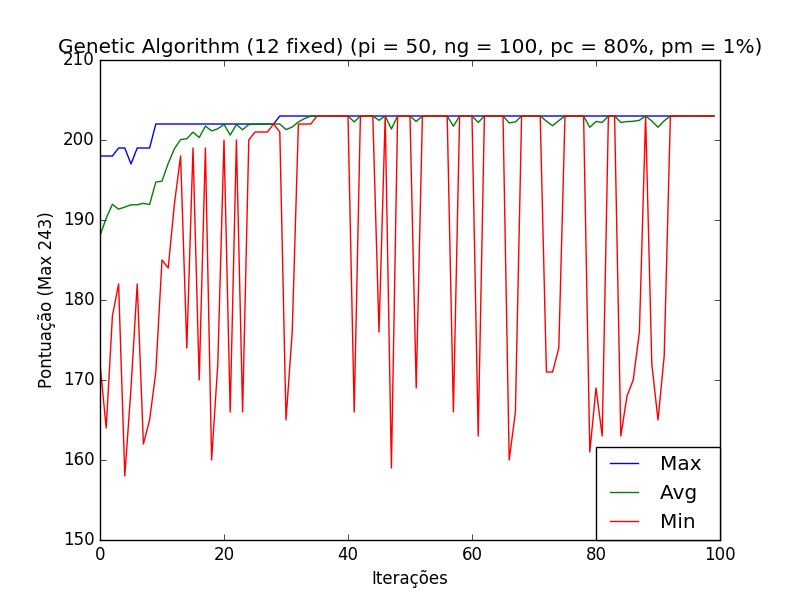 Genetic Algorithm (12 fixed) (pi = 50, ng = 100, pc = 80%, pm = 1%)
210
200
190
180
170
160
150
Pontuação (Max 243)
0
20
40
60
80
100
Iterações
Max
Avg
Min